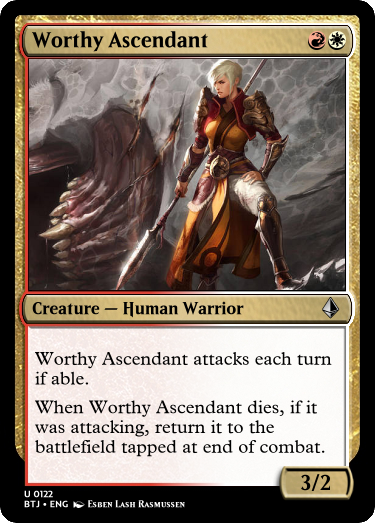 Worthy Ascendant
Creature — Human Warrior
Worthy Ascendant attacks each turn
if able.
When Worthy Ascendant dies, if it
was attacking, return it to the
battlefield tapped at end of combat.
3/2
U 0122
BTJ • ENG Esben Lash Rasmussen